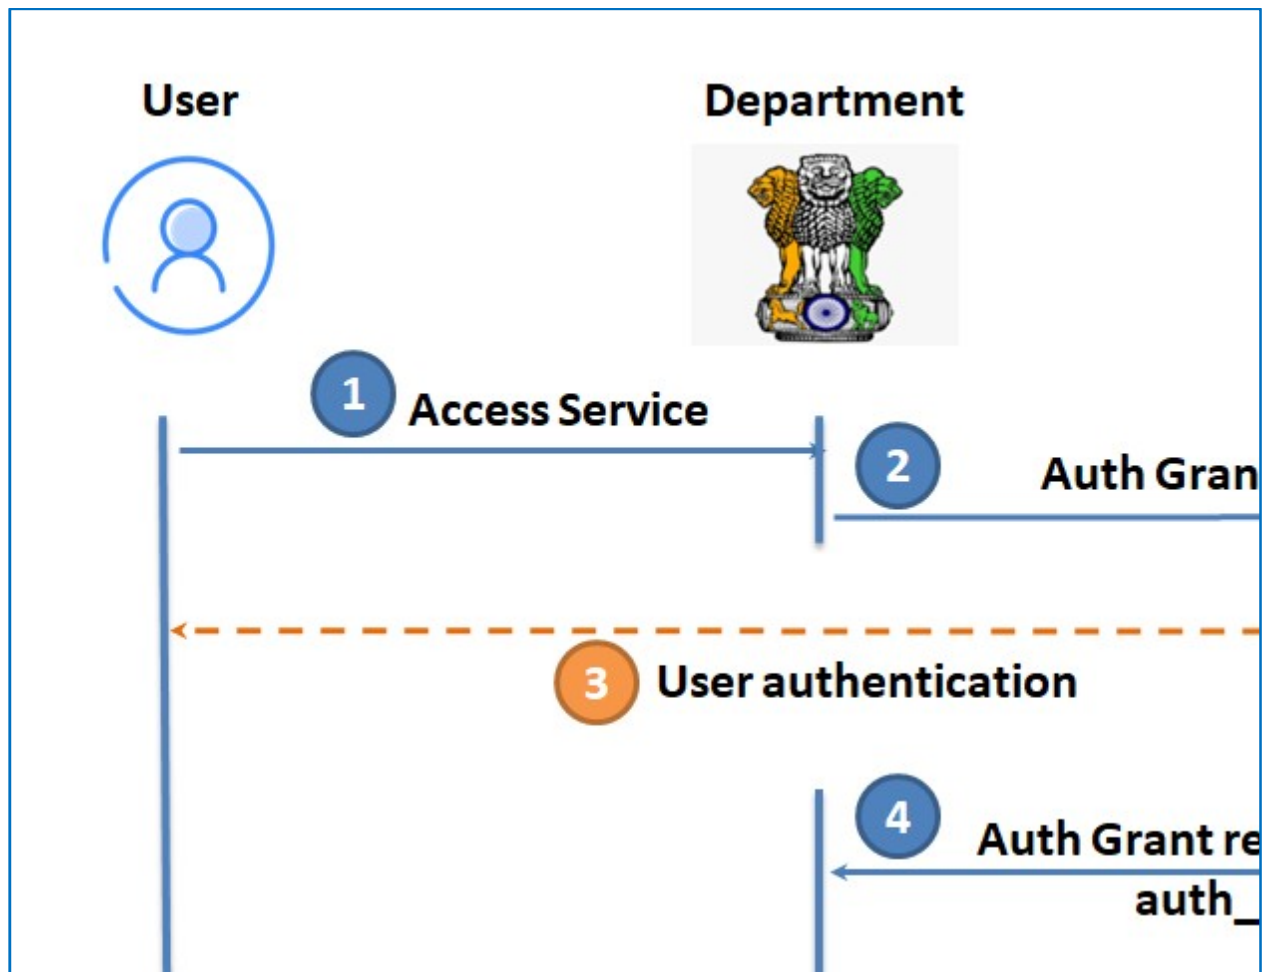 User
Department
1
Access Service
2
Auth Gran
3
User authentication
4
Auth Grant re
auth_